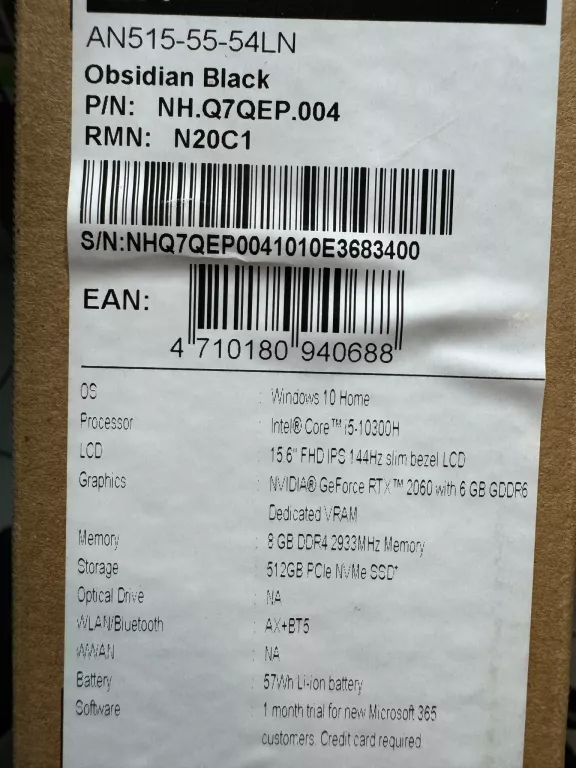 AN515-55-54LN
Obsidian Black
P/N: NH.Q7QEP.004
RMN: N20C1
S/N:NHQ7QEP0041010E3683400
EAN:
4 710180 940688
OS : Windows 10 Home
Processor : Intel® Core™ i5-10300H
LCD : 15.6" FHD IPS 144Hz slim bezel LCD
Graphics : NVIDIA® GeForce RTX™ 2060 with 6 GB GDDR6
Dedicated VRAM
Memory : 8 GB DDR4 2933MHz Memory
Storage : 512GB PCIe NVMe SSD*
Optical Drive : NA
WLAN/Bluetooth : AX+BT5
WWAN : NA
Battery : 57Wh Li-ion battery
Software : 1 month trial for new Microsoft 365
customers. Credit card required